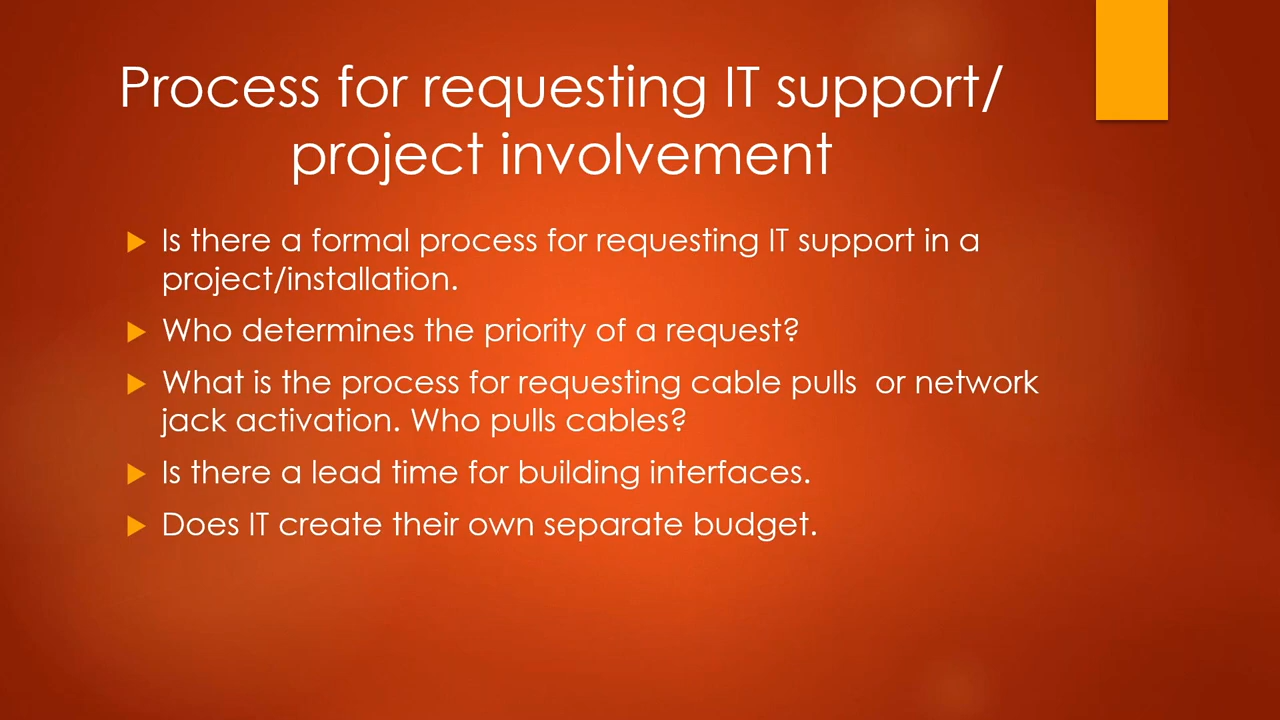 Process for requesting IT support/
project involvement
Is there a formal process for requesting IT support in a
project/installation.
Who determines the priority of a request?
What is the process for requesting cable pulls  or network
jack activation. Who pulls cables?
Is there a lead time for building interfaces.
Does IT create their own separate budget.